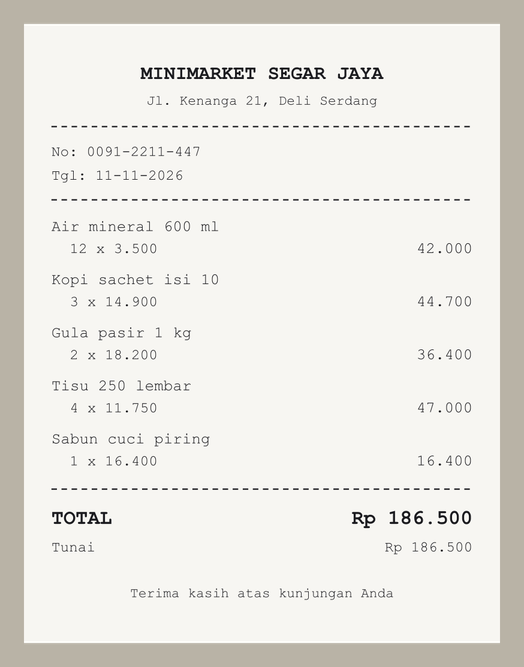 MINIMARKET SEGAR JAYA
Jl. Kenanga 21, Deli Serdang
No: 0091-2211-447
Tgl: 11-11-2026
Air mineral 600 ml
12 x 3.500 42.000
Kopi sachet isi 10
3 x 14.900 44.700
Gula pasir 1 kg
2 x 18.200 36.400
Tisu 250 lembar
4 x 11.750 47.000
Sabun cuci piring
1 x 16.400 16.400
TOTAL Rp 186.500
Tunai Rp 186.500
Terima kasih atas kunjungan Anda